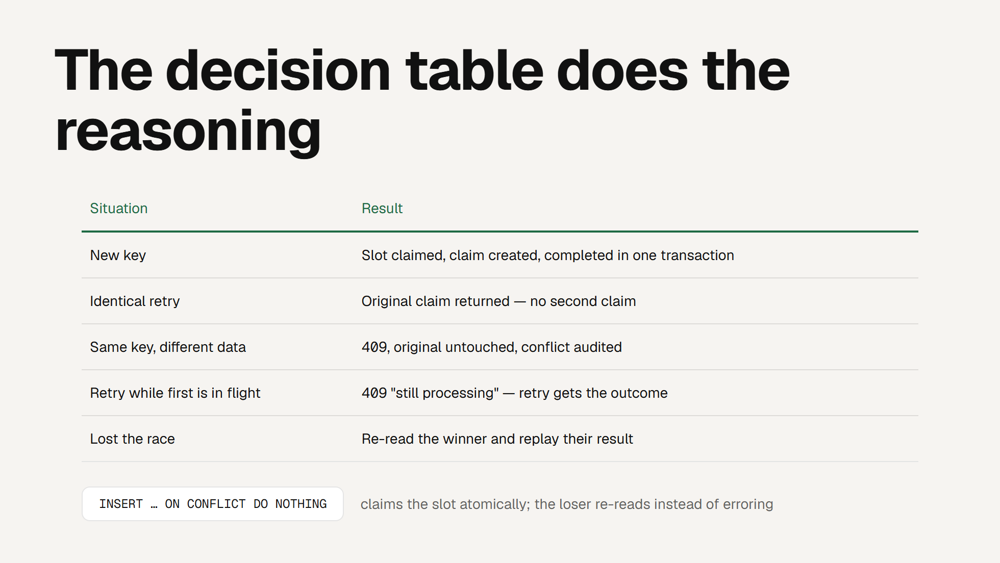 The decision table does the
reasoning
Situation Result
New key Slot claimed, claim created, completed in one transaction
Identical retry Original claim returned — no second claim
Same key, different data 409, original untouched, conflict audited
Retry while first is in flight 409 "still processing" — retry gets the outcome
Lost the race Re-read the winner and replay their result
INSERT … ON CONFLICT DO NOTHING claims the slot atomically; the loser re-reads instead of erroring